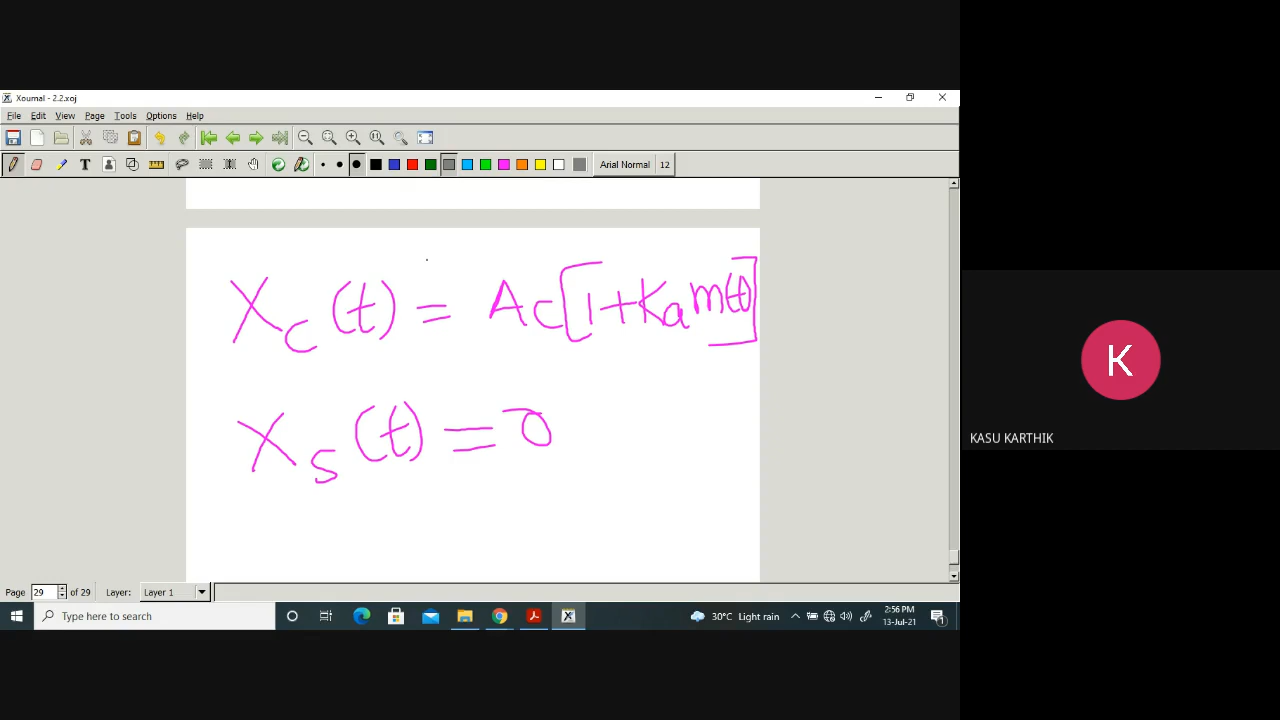 Xournal - 2.2.xoj
File Edit View Page Tools Options
Arial Normal 12
Xc(t) = Ac[1+Kam(t)]
Xs(t) = 0
K
KASU KARTHIK
Page 29 of 29 Layer: Layer 1
Type here to search
30°C Light rain
2:56 PM
13-Jul-21
1